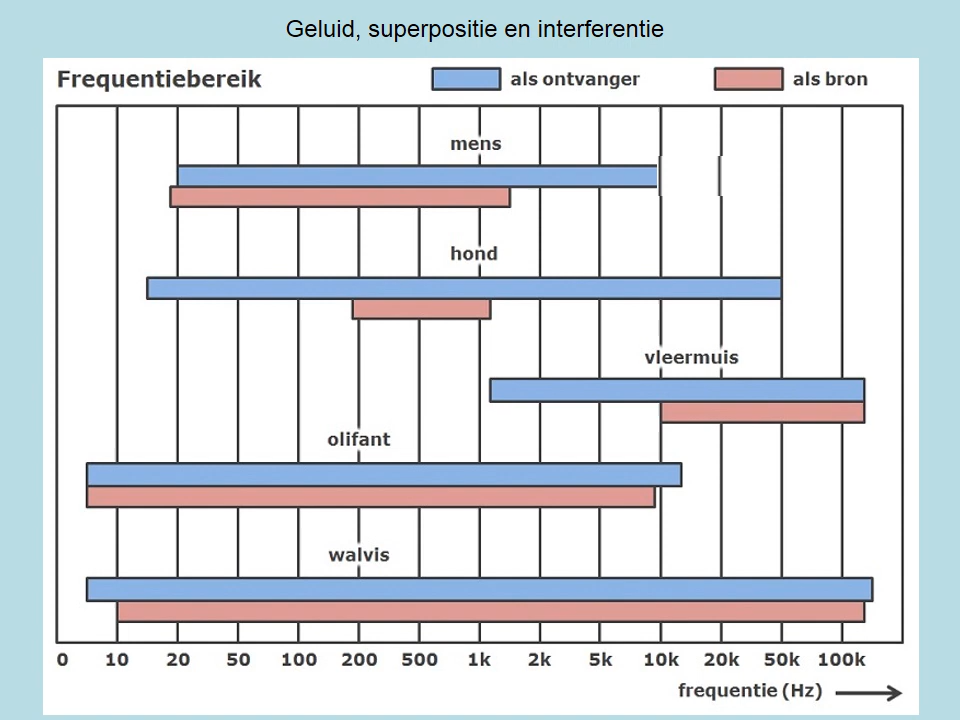 Geluid, superpositie en interferentie
Frequentiebereik als ontvanger als bron
mens
hond
vleermuis
olifant
walvis
0 10 20 50 100 200 500 1k 2k 5k 10k 20k 50k 100k
frequentie (Hz)